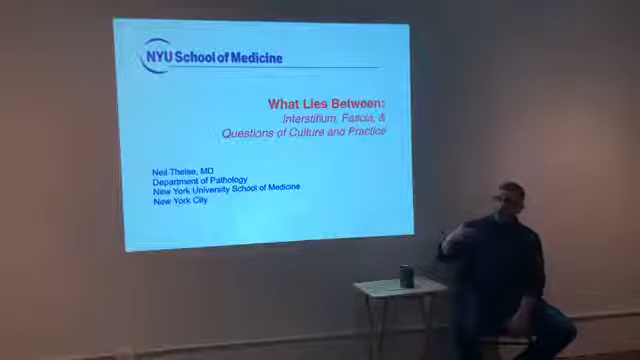 NYU School of Medicine
What Lies Between:
Interstitium, Fascia, &
Questions of Culture and Practice
Neil Theise, MD
Department of Pathology
New York University School of Medicine
New York City